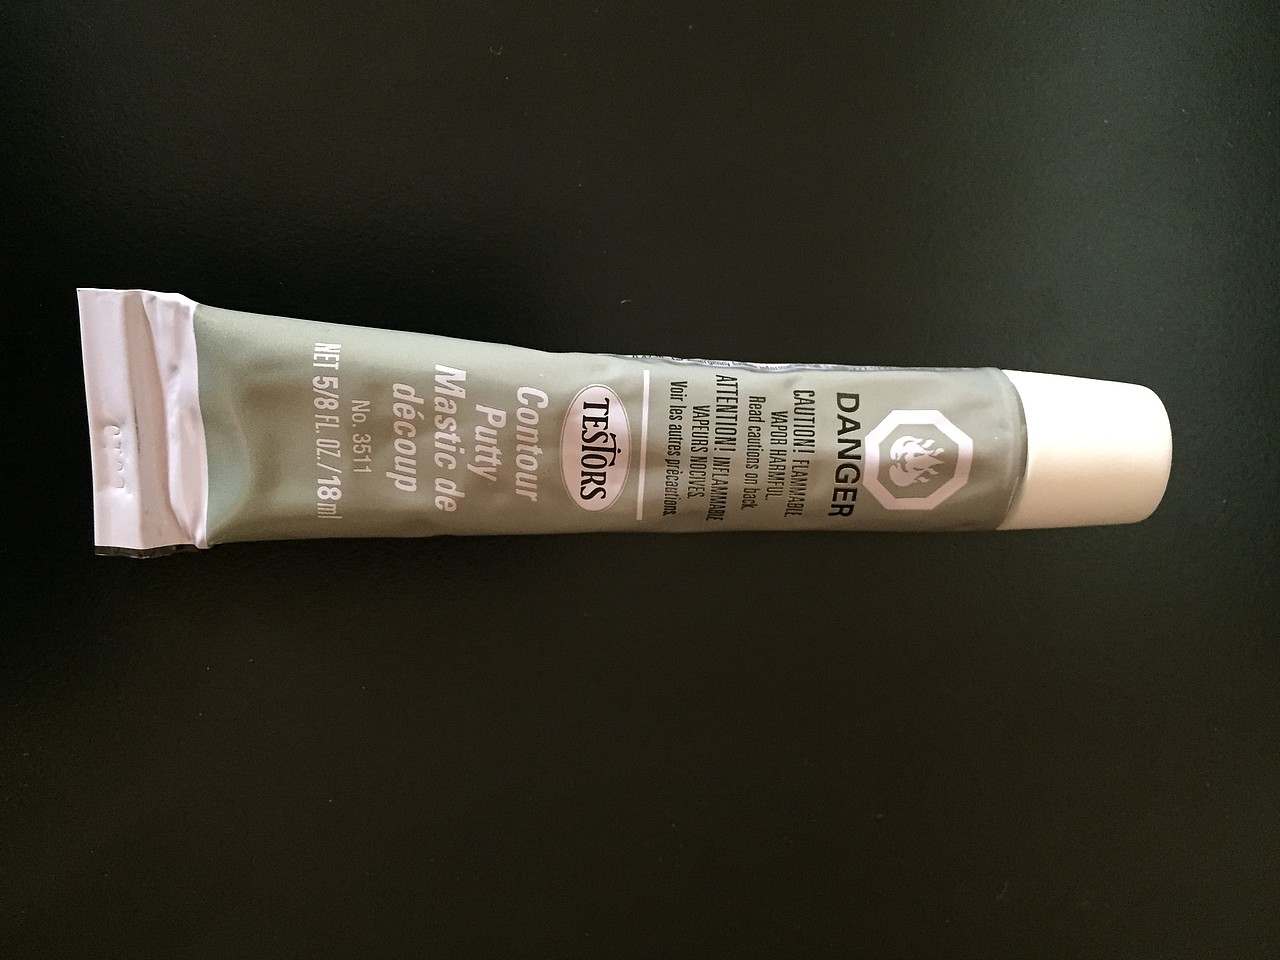 DANGER
CAUTION! FLAMMABLE
VAPOR HARMFUL.
Read cautions on back.
ATTENTION! INFLAMMABLE
VAPEURS NOCIVES.
Voir les autres précautions.
TESTORS
Contour
Putty
Mastic de
découp
No. 3511
NET 5/8 FL. OZ./18 ml